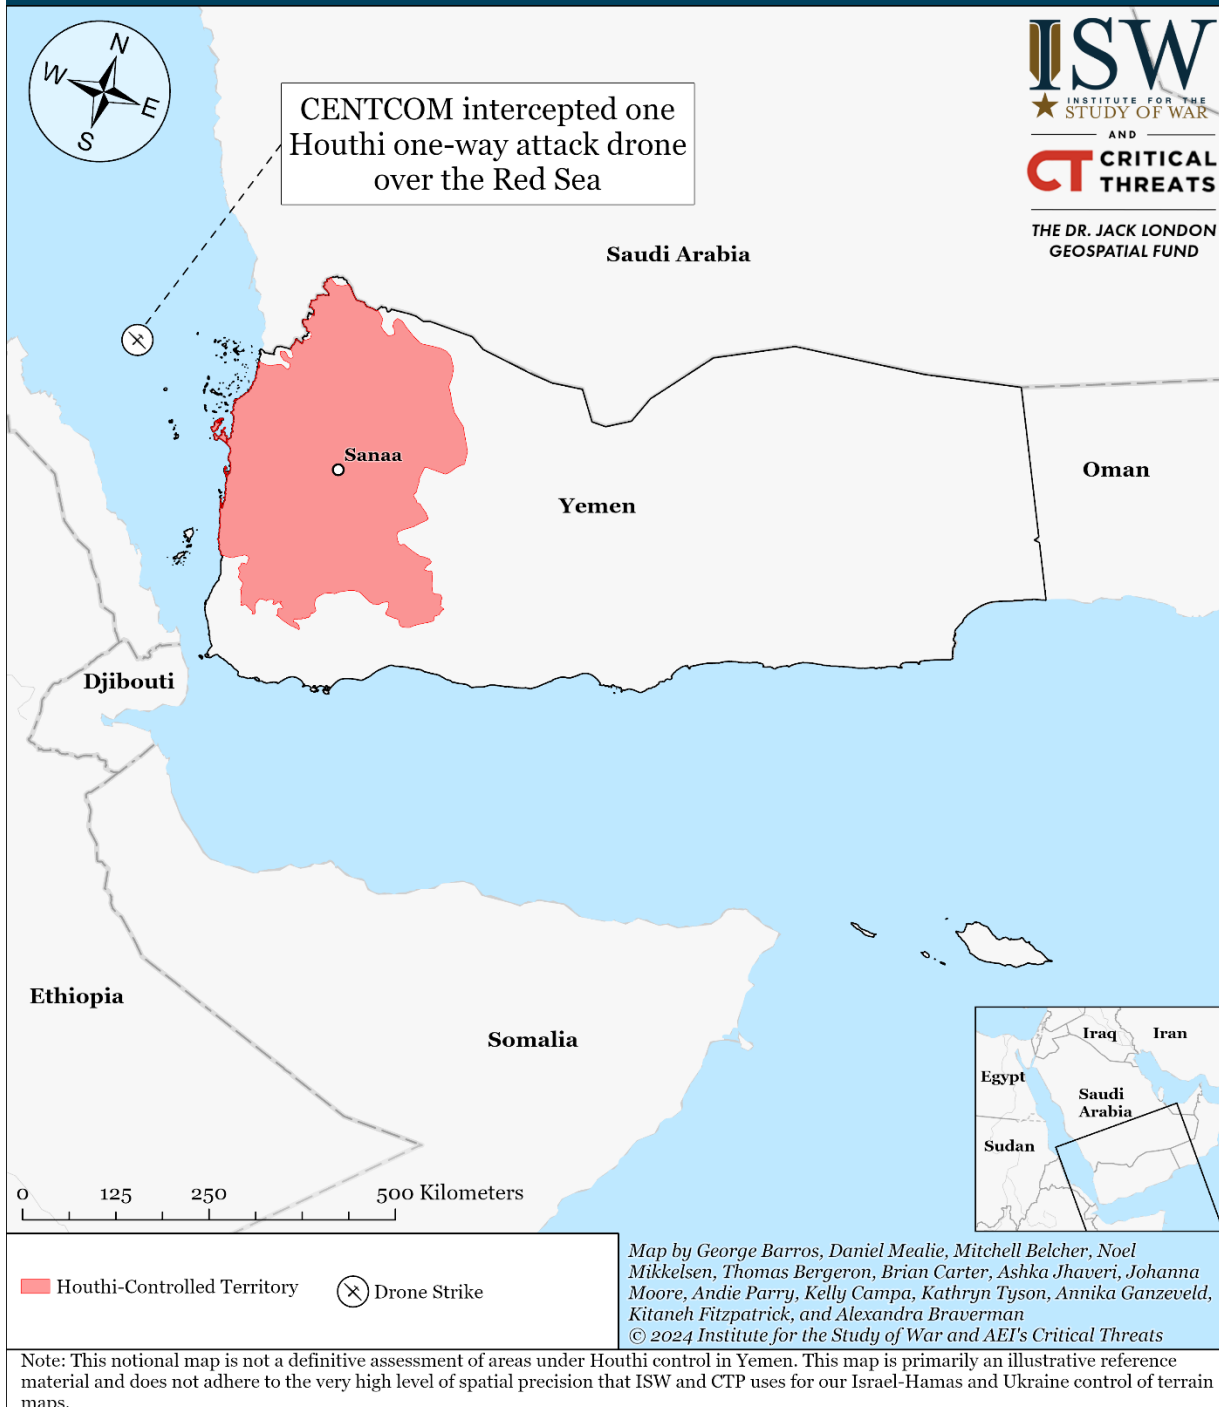 N
W
E
S
CENTCOM intercepted one
Houthi one-way attack drone
over the Red Sea
ISW
INSTITUTE FOR THE
STUDY OF WAR
AND
CT CRITICAL
THREATS
THE DR. JACK LONDON
GEOSPATIAL FUND
Saudi Arabia
Sanaa
Yemen
Oman
Djibouti
Ethiopia
Somalia
Iraq
Iran
Egypt
Saudi
Arabia
Sudan
0 125 250 500 Kilometers
Houthi-Controlled Territory
Drone Strike
Map by George Barros, Daniel Mealie, Mitchell Belcher, Noel
Mikkelsen, Thomas Bergeron, Brian Carter, Ashka Jhaveri, Johanna
Moore, Andie Parry, Kelly Campa, Kathryn Tyson, Annika Ganzeveld,
Kitaneh Fitzpatrick, and Alexandra Braverman
© 2024 Institute for the Study of War and AEI's Critical Threats
Note: This notional map is not a definitive assessment of areas under Houthi control in Yemen. This map is primarily an illustrative reference
material and does not adhere to the very high level of spatial precision that ISW and CTP uses for our Israel-Hamas and Ukraine control of terrain
maps.